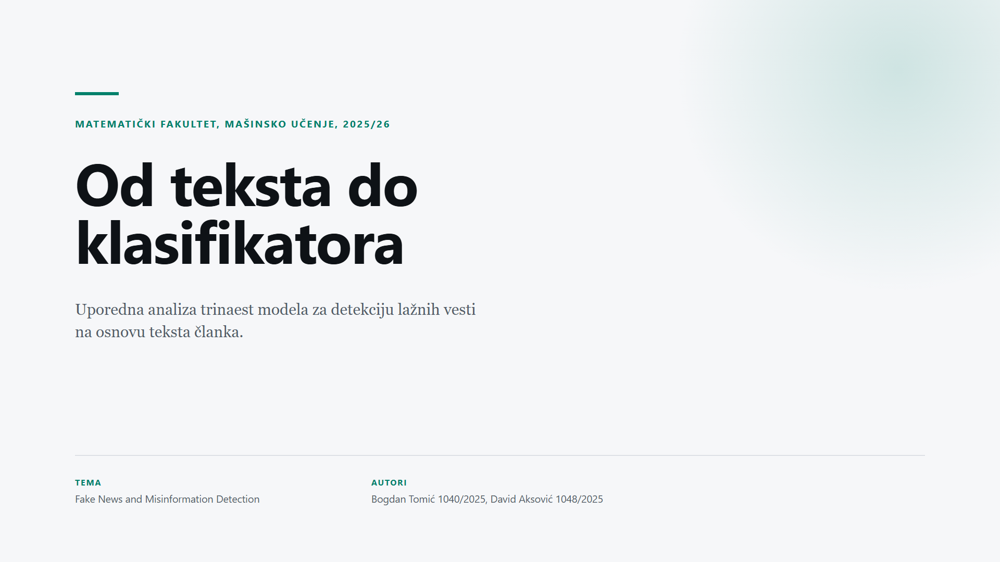 MATEMATIČKI FAKULTET, MAŠINSKO UČENJE, 2025/26
Od teksta do
klasifikatora
Uporedna analiza trinaest modela za detekciju lažnih vesti
na osnovu teksta članka.
TEMA
Fake News and Misinformation Detection
AUTORI
Bogdan Tomić 1040/2025, David Aksović 1048/2025